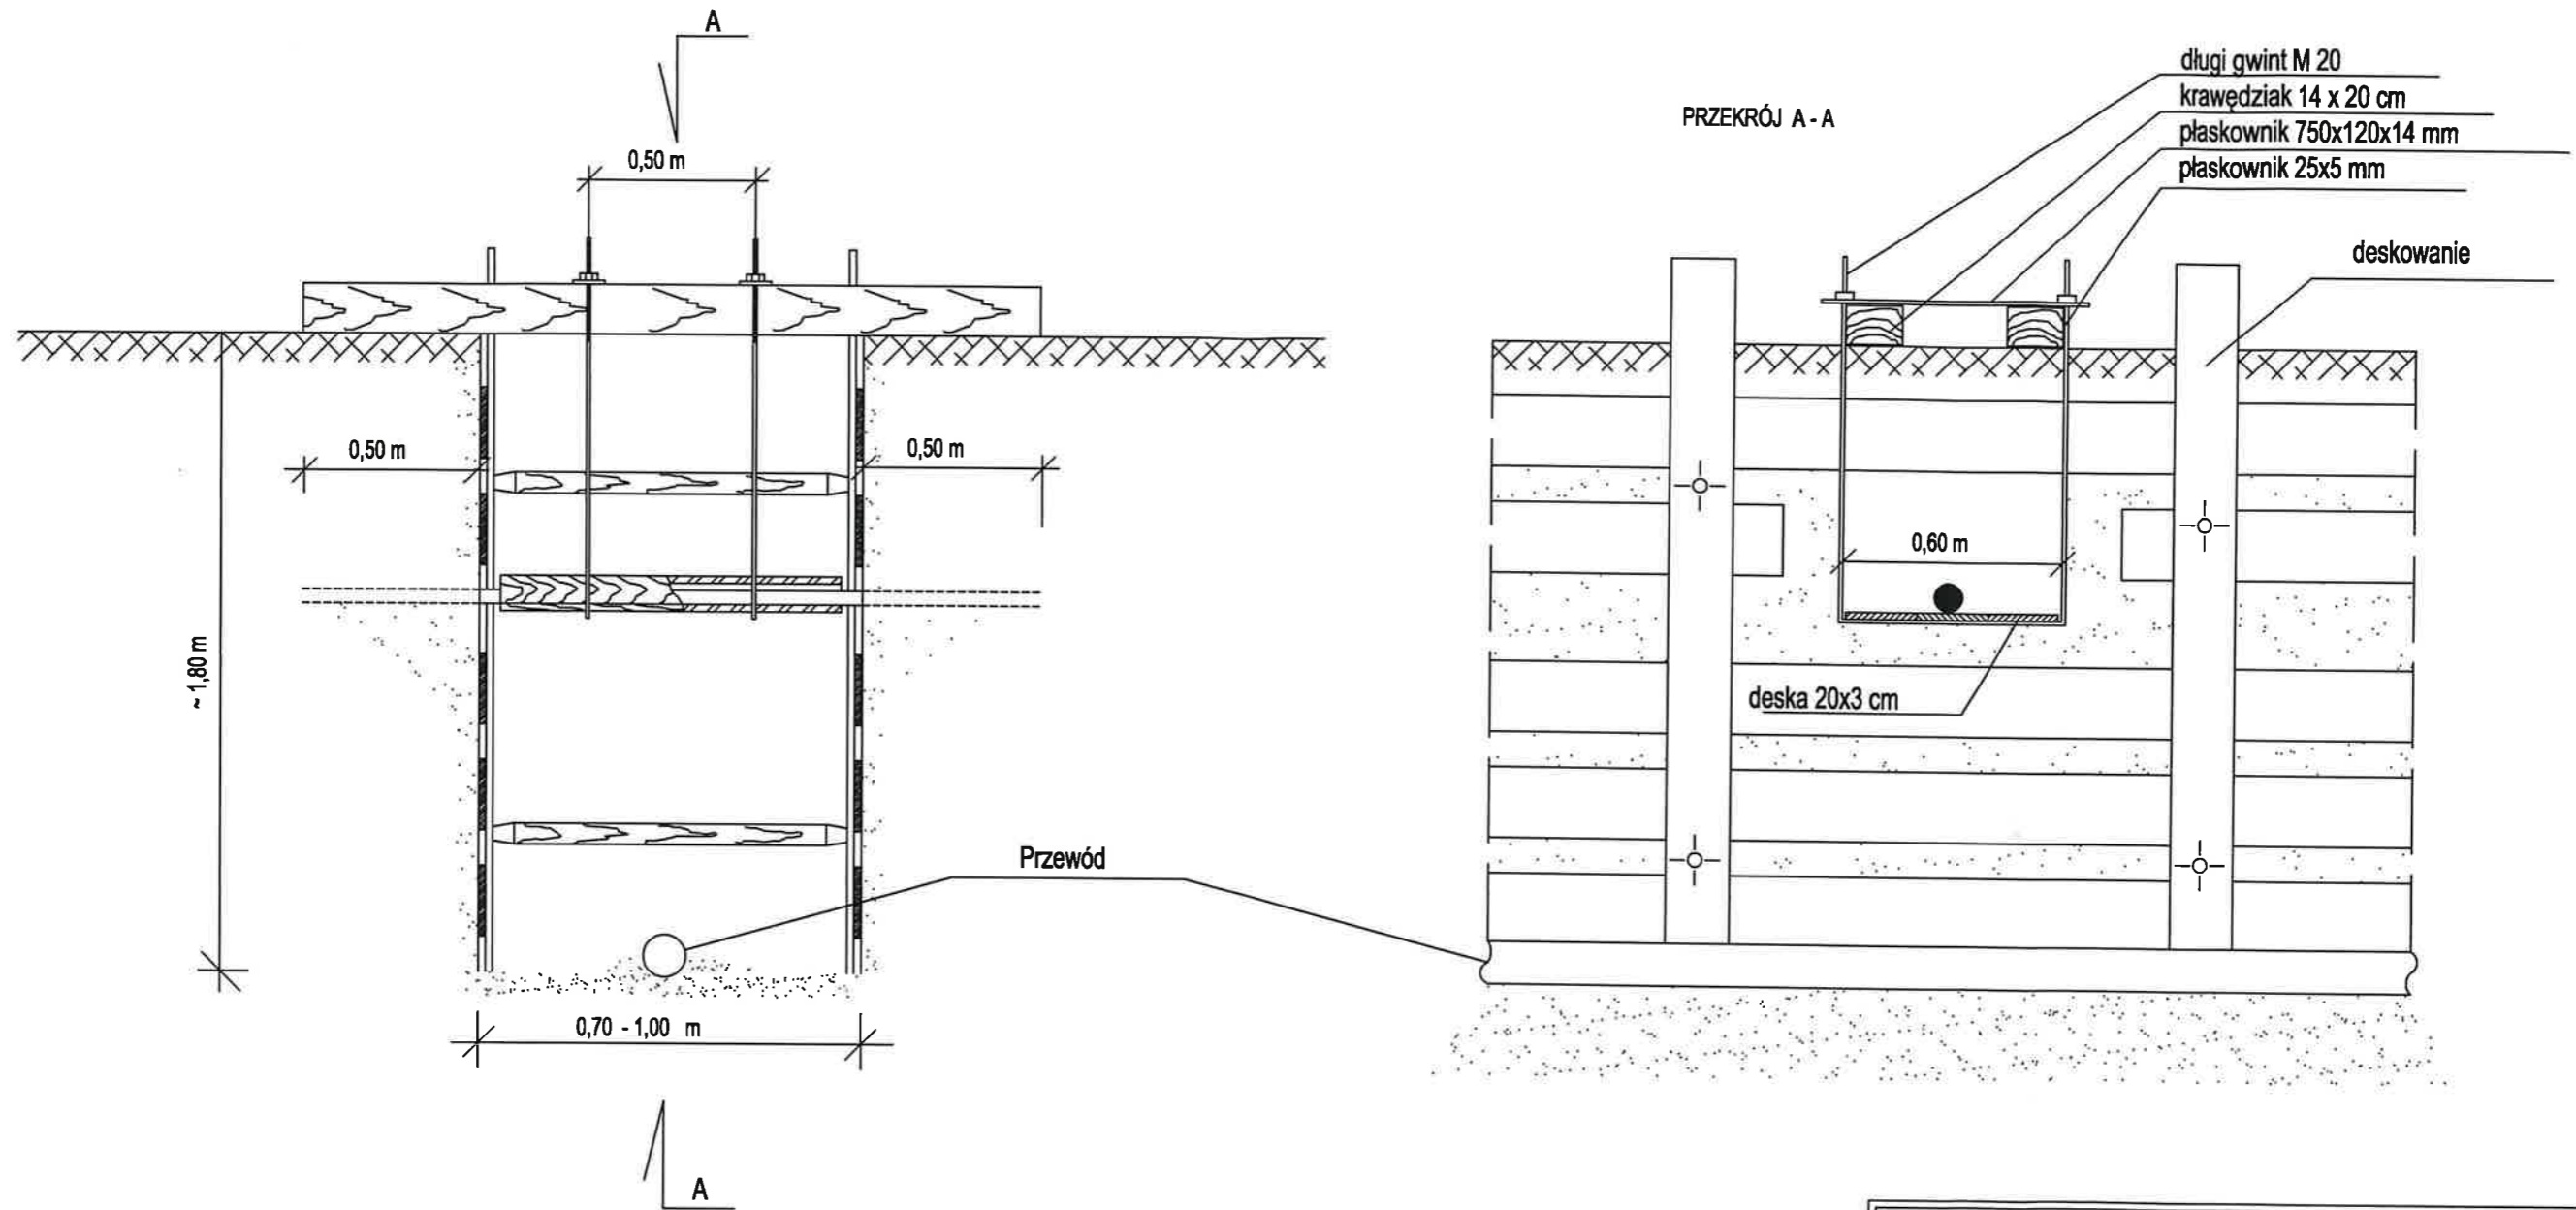 A
0,50 m
0,50 m
0,50 m
~ 1,80 m
Przewód
0,70 - 1,00 m
A
PRZEKRÓJ A - A
długi gwint M 20
krawędziak 14 x 20 cm
płaskownik 750x120x14 mm
płaskownik 25x5 mm
deskowanie
0,60 m
deska 20x3 cm